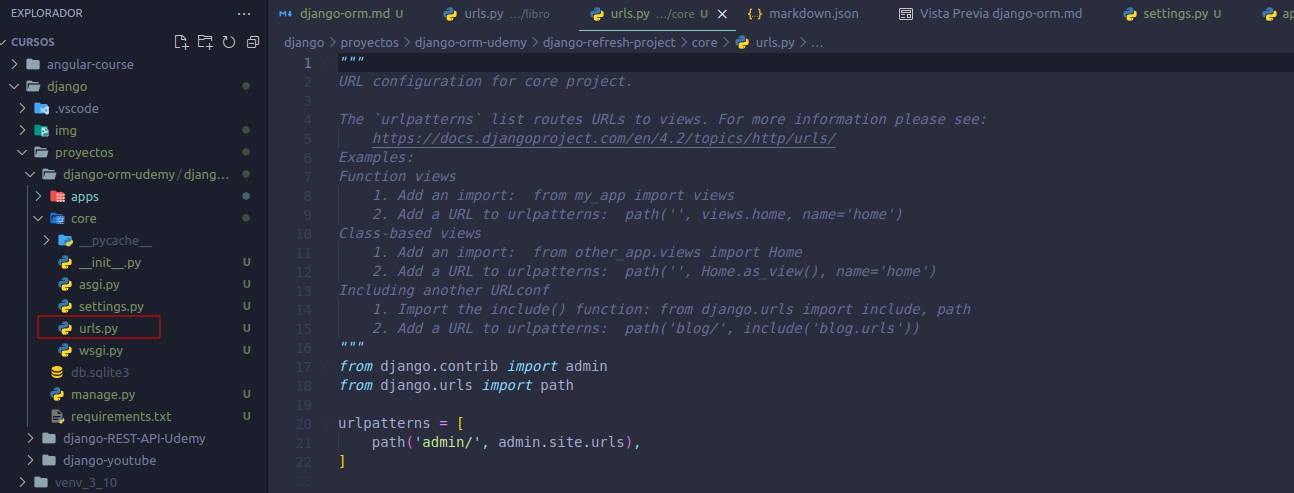 EXPLORADOR ...
CURSOS
angular-course
django
.vscode
img
proyectos
django-orm-udemy / djang...
apps
core
__pycache__
__init__.py U
asgi.py U
settings.py U
urls.py U
wsgi.py U
db.sqlite3
manage.py U
requirements.txt U
django-REST-API-Udemy
django-youtube
venv_3_10
django-orm.md U urls.py .../libro urls.py .../core U markdown.json Vista Previa django-orm.md settings.py U ap
django > proyectos > django-orm-udemy > django-refresh-project > core > urls.py > ...
1 """
2 URL configuration for core project.
3
4 The `urlpatterns` list routes URLs to views. For more information please see:
5 https://docs.djangoproject.com/en/4.2/topics/http/urls/
6 Examples:
7 Function views
8 1. Add an import:  from my_app import views
9 2. Add a URL to urlpatterns:  path('', views.home, name='home')
10 Class-based views
11 1. Add an import:  from other_app.views import Home
12 2. Add a URL to urlpatterns:  path('', Home.as_view(), name='home')
13 Including another URLconf
14 1. Import the include() function: from django.urls import include, path
15 2. Add a URL to urlpatterns:  path('blog/', include('blog.urls'))
16 """
17 from django.contrib import admin
18 from django.urls import path
19
20 urlpatterns = [
21 path('admin/', admin.site.urls),
22 ]
23